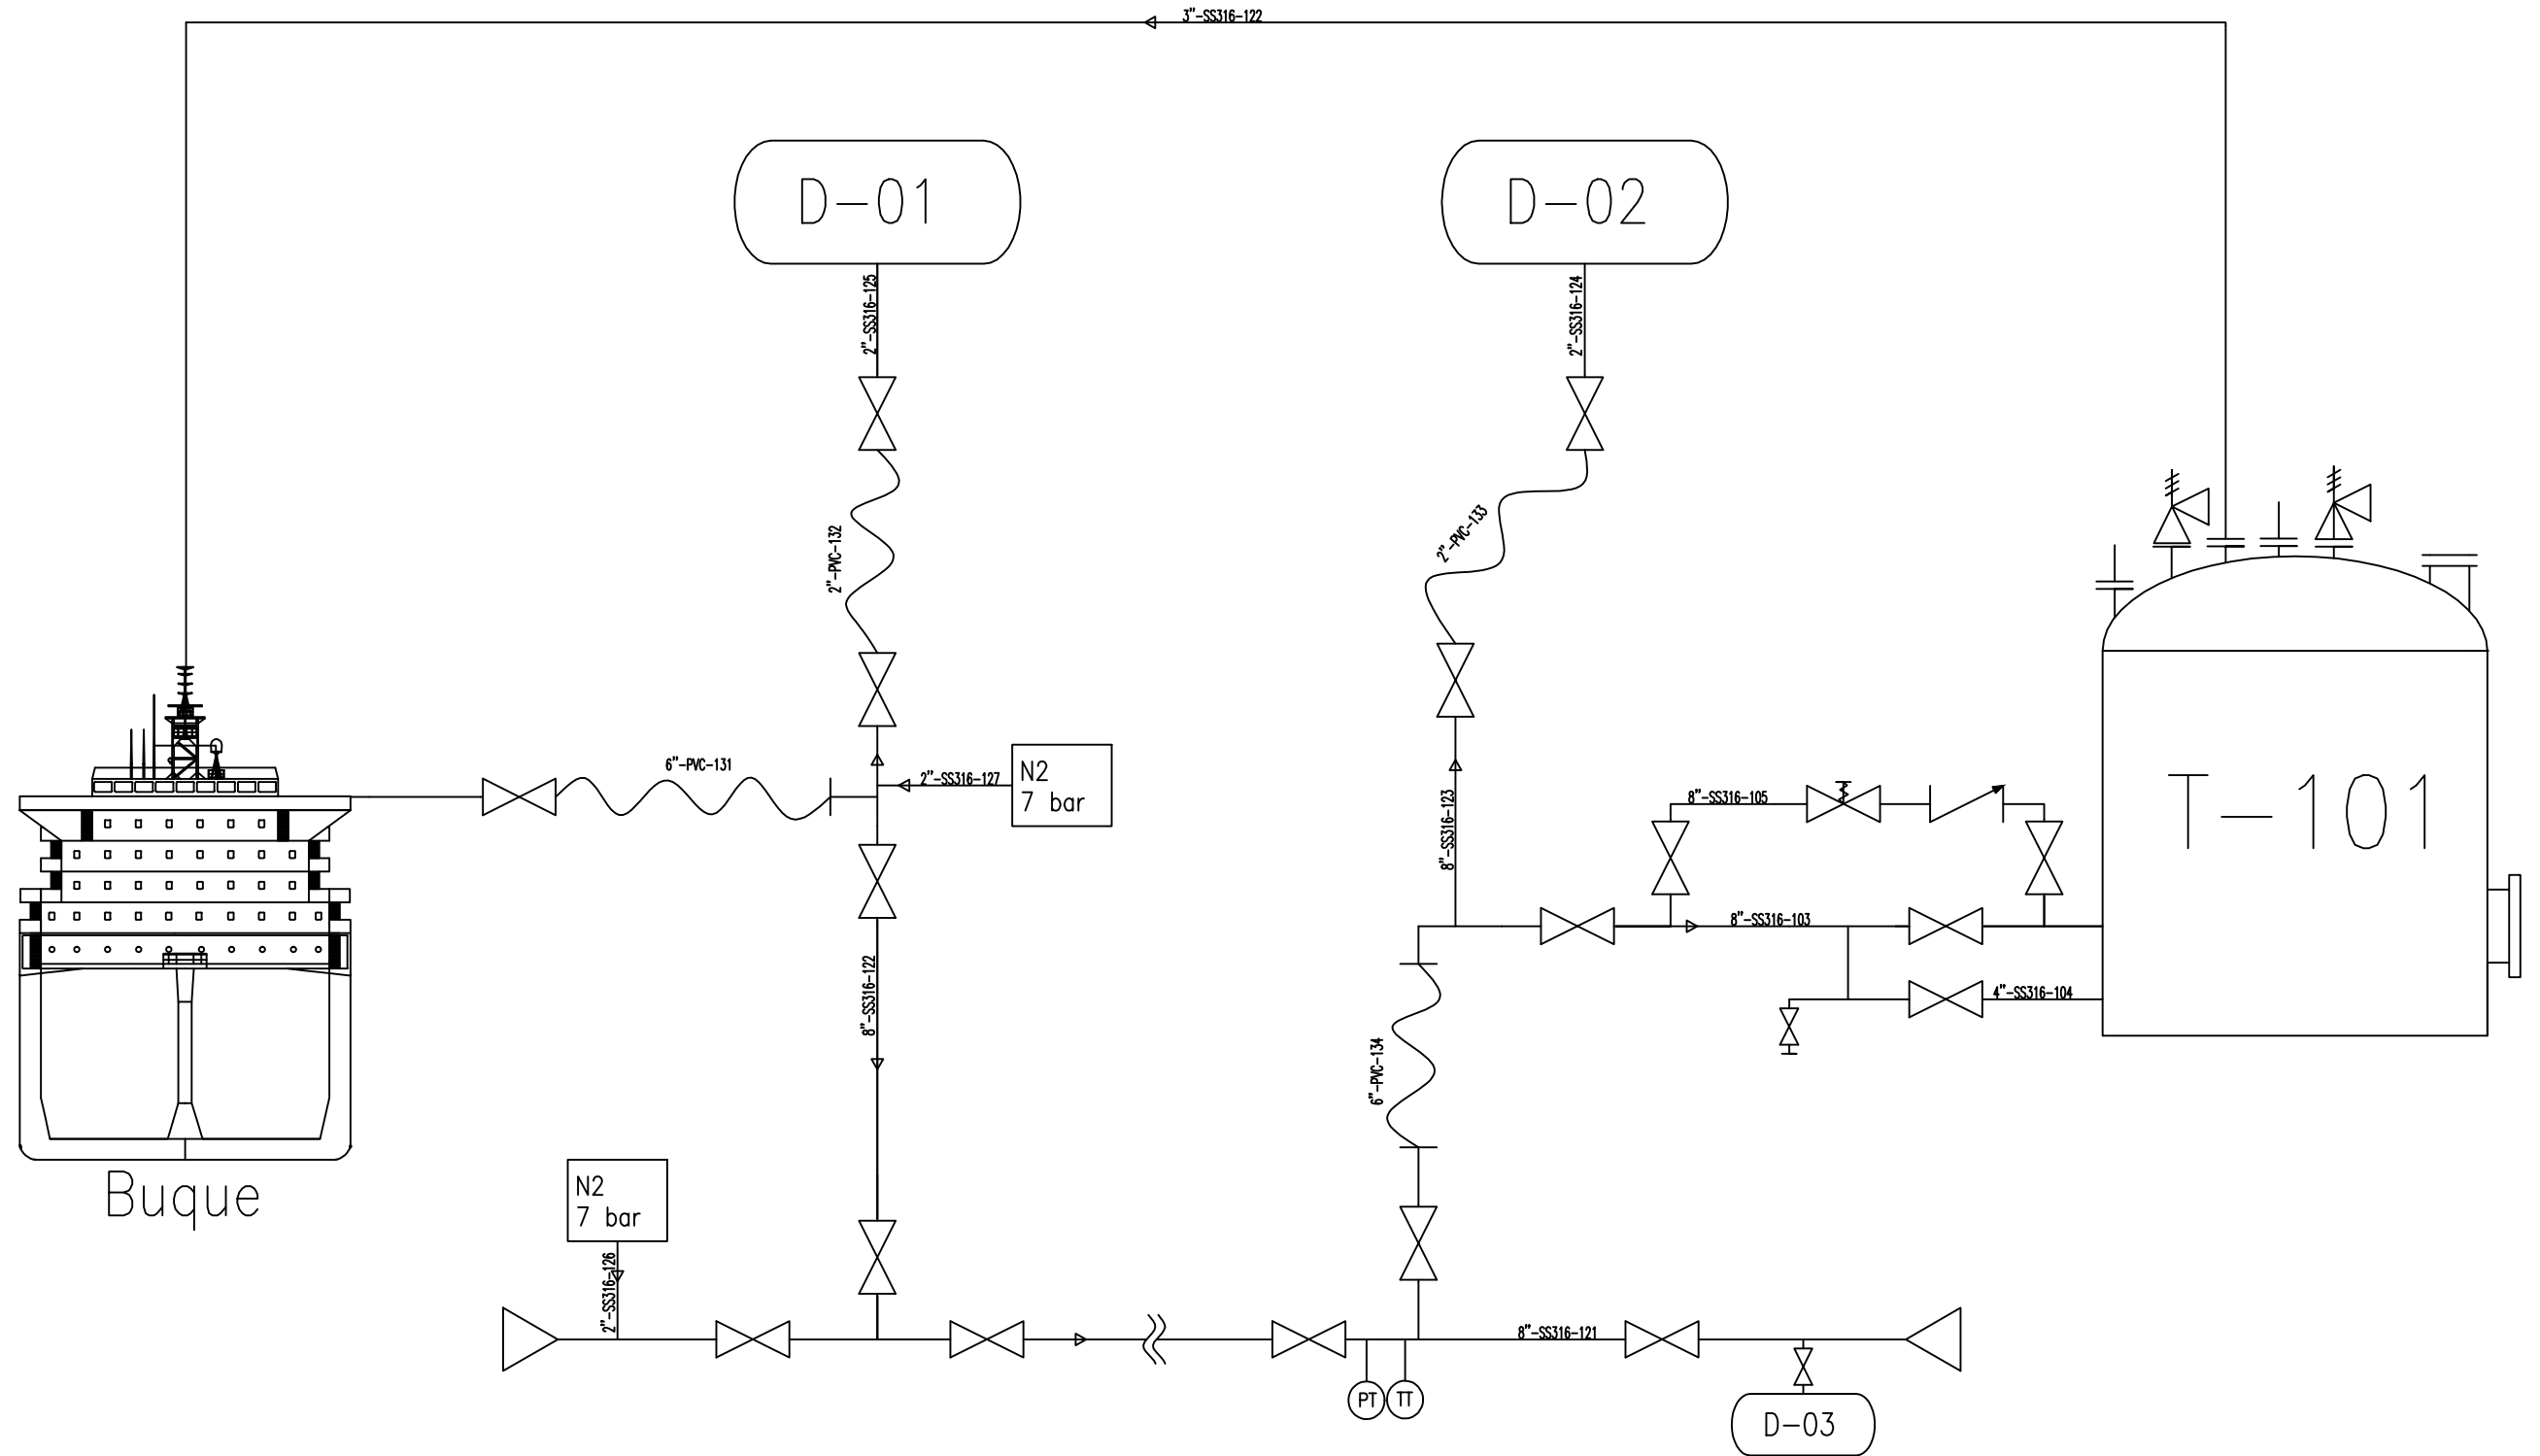 3"-SS316-122
D-01
D-02
2"-SS316-125
2"-SS316-124
2"-PVC-132
2"-PVC-133
6"-PVC-131
2"-SS316-127
N2
7 bar
8"-SS316-123
8"-SS316-105
T-101
8"-SS316-103
8"-SS316-122
4"-SS316-104
6"-PVC-134
Buque
N2
7 bar
2"-SS316-126
8"-SS316-121
PT
TT
D-03